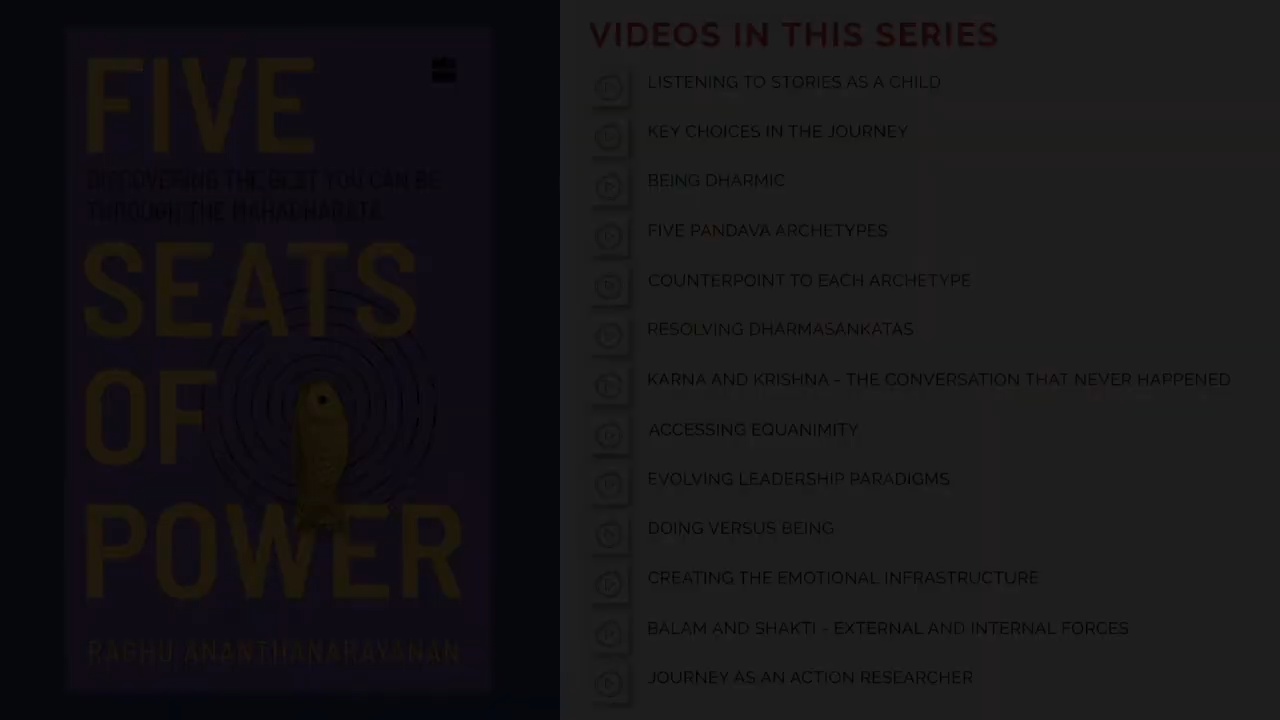 FIVE
DISCOVERING THE BEST YOU CAN BE
THROUGH THE MAHABHARATA
SEATS
OF
POWER
RAGHU ANANTHANARAYANAN
VIDEOS IN THIS SERIES
LISTENING TO STORIES AS A CHILD
KEY CHOICES IN THE JOURNEY
BEING DHARMIC
FIVE PANDAVA ARCHETYPES
COUNTERPOINT TO EACH ARCHETYPE
RESOLVING DHARMASANKATAS
KARNA AND KRISHNA - THE CONVERSATION THAT NEVER HAPPENED
ACCESSING EQUANIMITY
EVOLVING LEADERSHIP PARADIGMS
DOING VERSUS BEING
CREATING THE EMOTIONAL INFRASTRUCTURE
BALAM AND SHAKTI - EXTERNAL AND INTERNAL FORCES
JOURNEY AS AN ACTION RESEARCHER